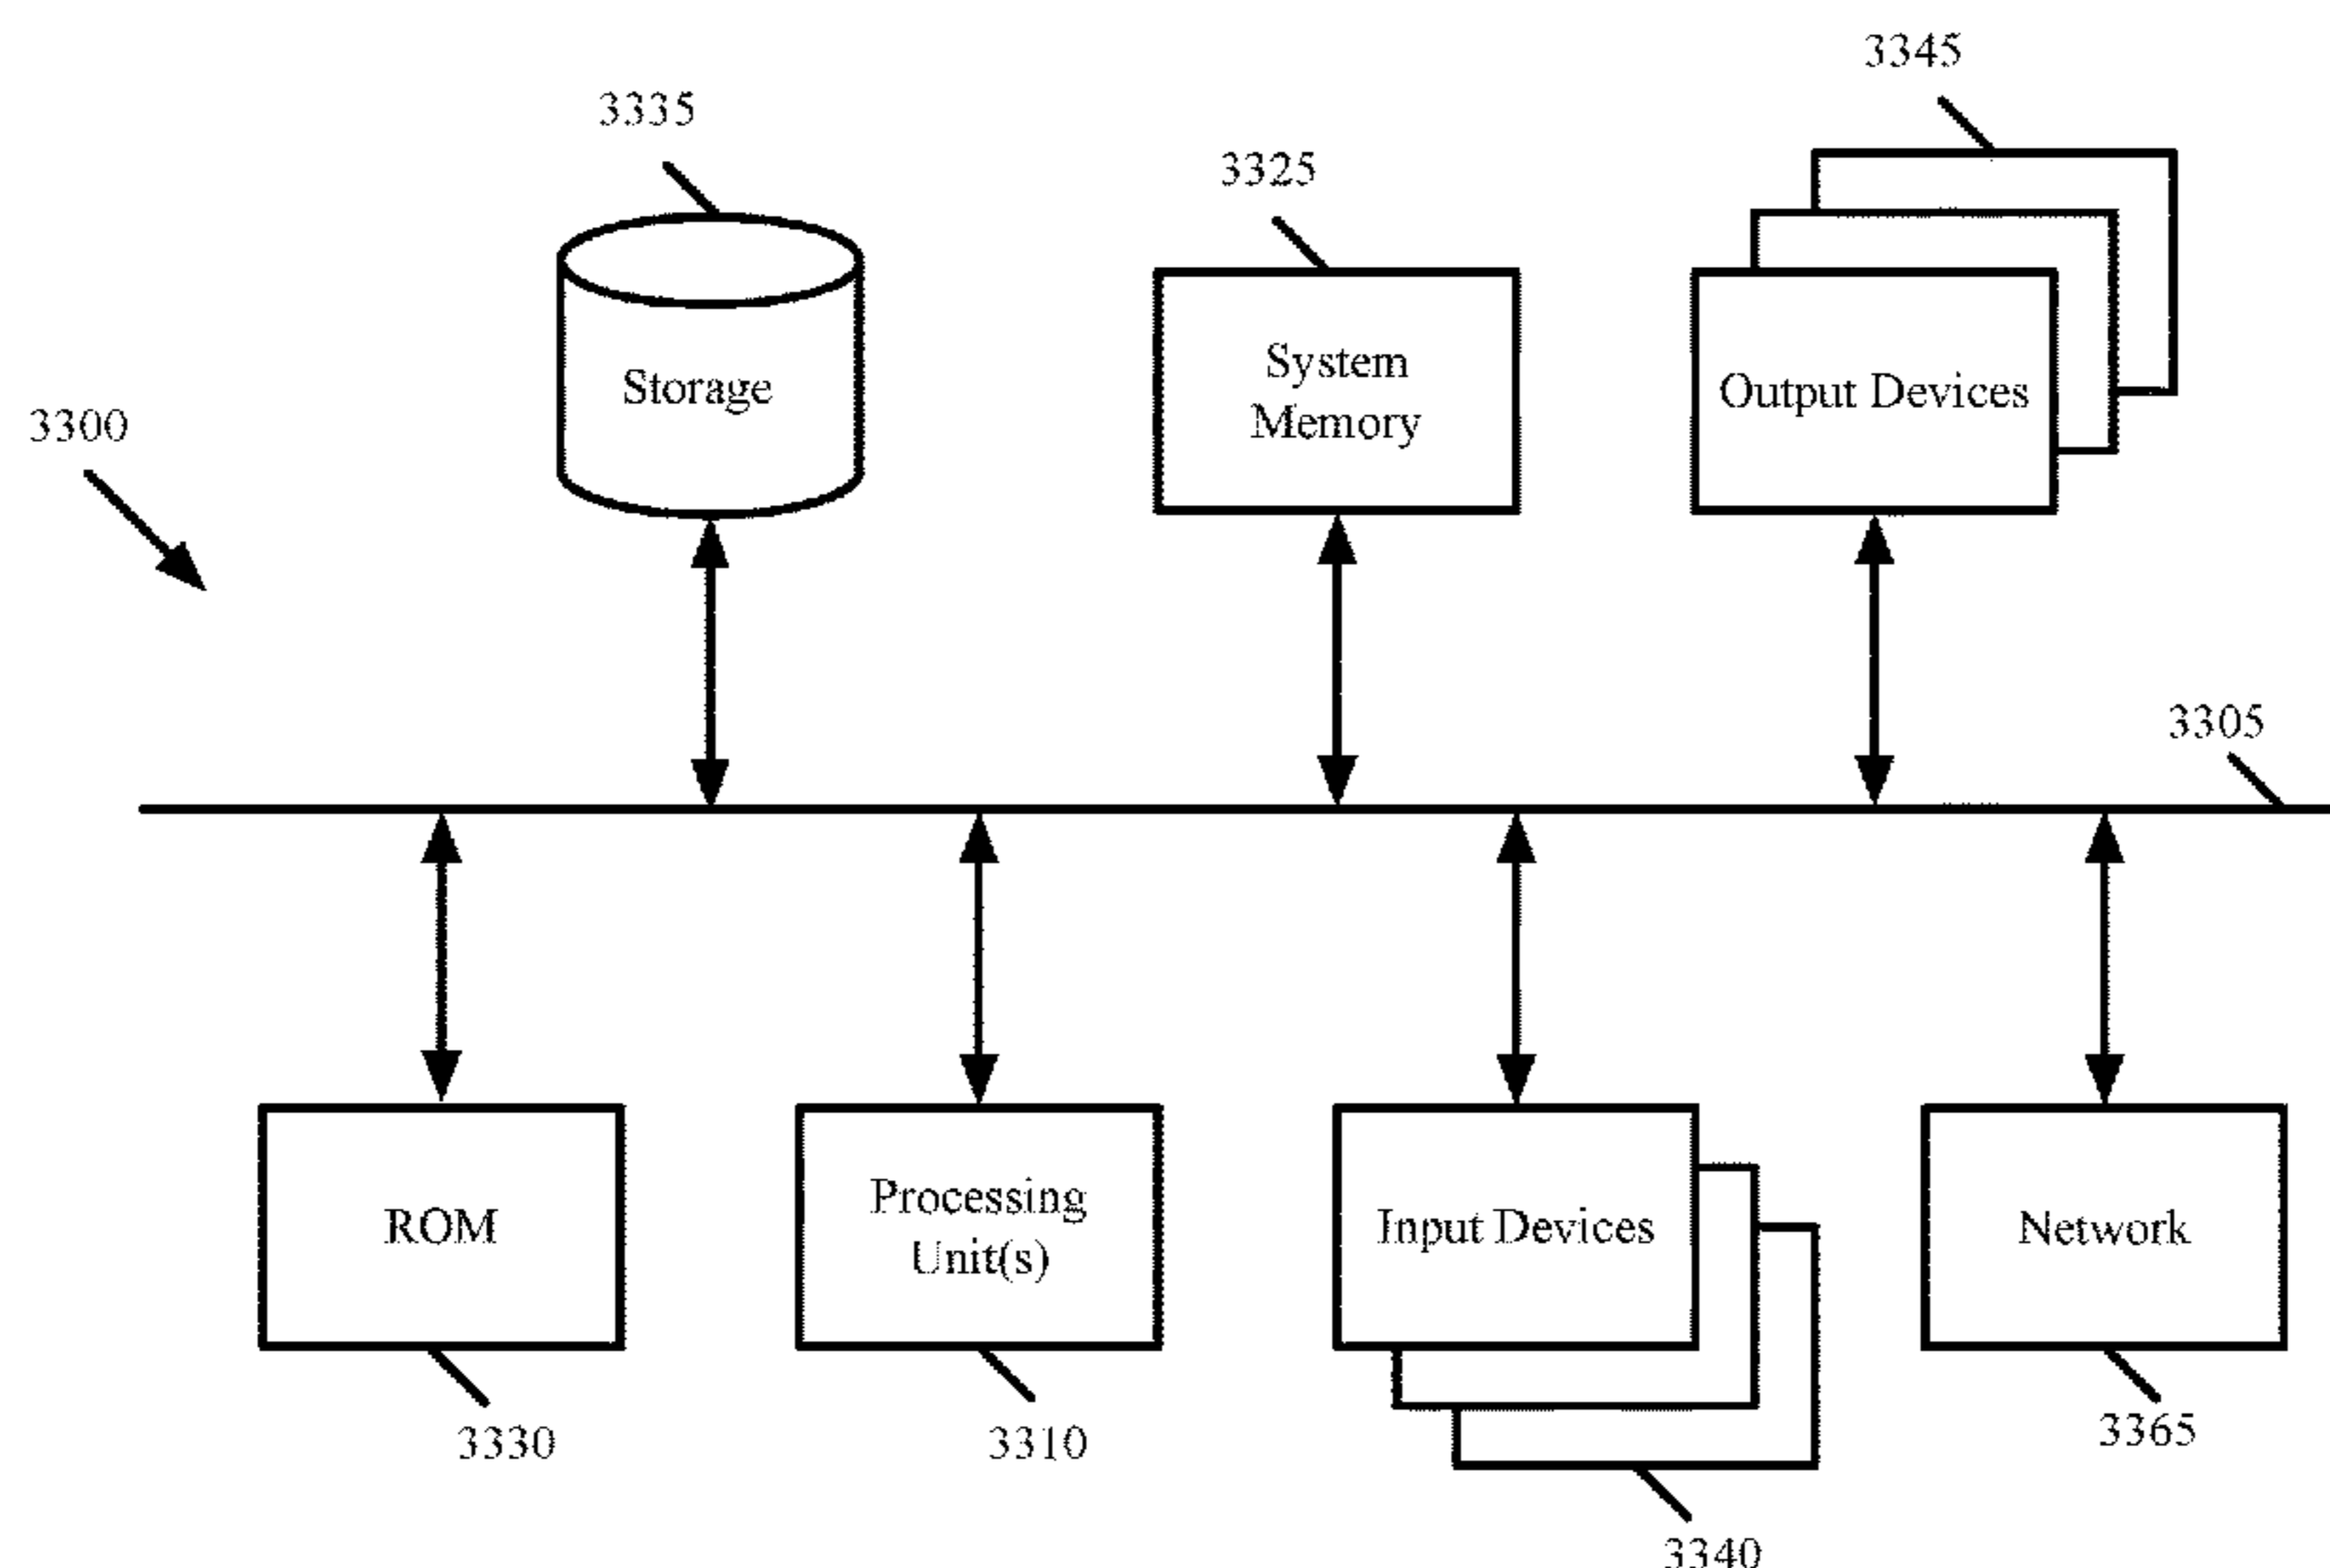 3345
3335
3325
System
Memory
Storage
Output Devices
3300
3305
Processing
Unit(s)
ROM
Input Devices
Network
3330
3310
3365
3340